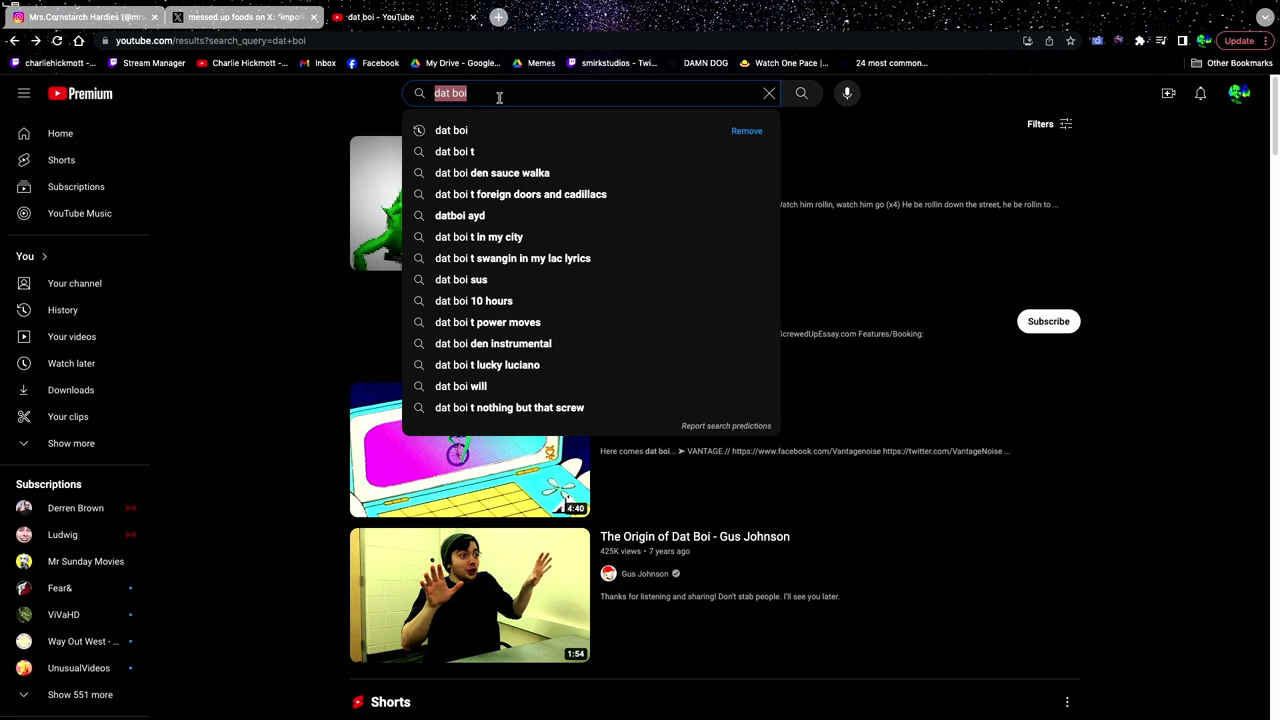 Mrs.Cornstarch Hardies (@mrs
messed up foods on X: "impor
dat boi - YouTube
youtube.com/results?search_query=dat+boi
Update
charliehickmott -...
Stream Manager
Charlie Hickmott -...
Inbox
Facebook
My Drive - Google...
Memes
smirkstudios - Twi...
DAMN DOG
Watch One Pace |...
24 most common...
Other Bookmarks
Premium
dat boi
Home
Shorts
Subscriptions
YouTube Music
You
Your channel
History
Your videos
Watch later
Downloads
Your clips
Show more
Subscriptions
Derren Brown
Ludwig
Mr Sunday Movies
Fear&
ViVaHD
Way Out West - ...
UnusualVideos
Show 551 more
dat boi
Remove
dat boi t
dat boi den sauce walka
dat boi t foreign doors and cadillacs
datboi ayd
dat boi t in my city
dat boi t swangin in my lac lyrics
dat boi sus
dat boi 10 hours
dat boi t power moves
dat boi den instrumental
dat boi t lucky luciano
dat boi will
dat boi t nothing but that screw
Report search predictions
Filters
Watch him rollin, watch him go (x4) He be rollin down the street, he be rollin to ...
Subscribe
ScrewedUpEssay.com Features/Booking:
Here comes dat boi... ➤ VANTAGE // https://www.facebook.com/Vantagenoise https://twitter.com/VantageNoise ...
4:40
The Origin of Dat Boi - Gus Johnson
425K views • 7 years ago
Gus Johnson
Thanks for listening and sharing! Don't stab people. I'll see you later.
1:54
Shorts